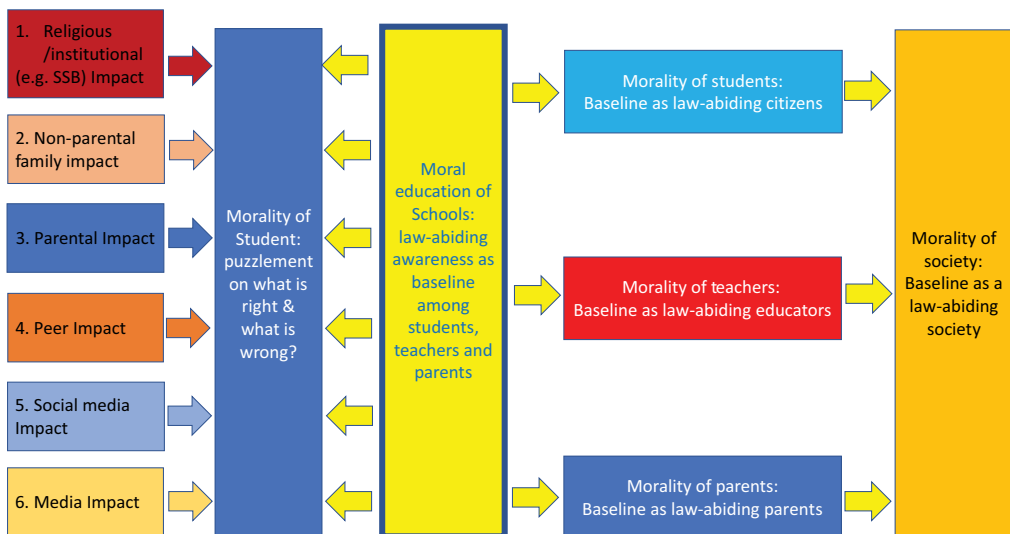 1. Religious
/institutional
(e.g. SSB) Impact
2. Non-parental
family impact
3. Parental Impact
4. Peer Impact
5. Social media
Impact
6. Media Impact
Morality of
Student:
puzzlement
on what is
right &
what is
wrong?
Moral
education of
Schools:
law-abiding
awareness as
baseline
among
students,
teachers and
parents
Morality of students:
Baseline as law-abiding citizens
Morality of teachers:
Baseline as law-abiding educators
Morality of parents:
Baseline as law-abiding parents
Morality of
society:
Baseline as a
law-abiding
society